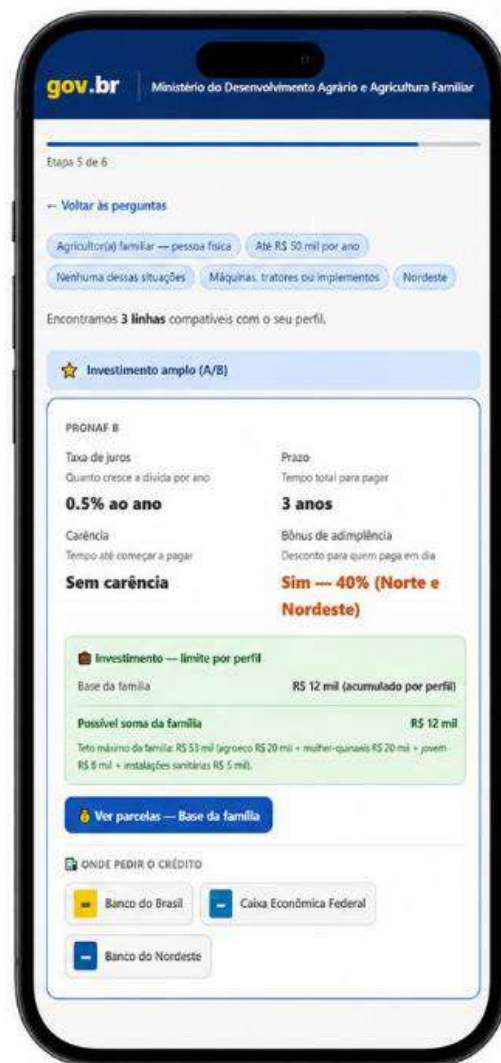 gov.br
Ministério do Desenvolvimento Agrário e Agricultura Familiar
Etapa 5 de 6
← Voltar às perguntas
Agricultor(a) familiar — pessoa física
Até R$ 50 mil por ano
Nenhuma dessas situações
Máquinas, tratores ou implementos
Nordeste
Encontramos 3 linhas compatíveis com o seu perfil.
Investimento amplo (A/B)
PRONAF B
Taxa de juros
Quanto cresce a dívida por ano
0.5% ao ano
Prazo
Tempo total para pagar
3 anos
Carência
Tempo até começar a pagar
Sem carência
Bônus de adimplência
Desconto para quem paga em dia
Sim — 40% (Norte e
Nordeste)
Investimento — limite por perfil
Base da família
R$ 12 mil (acumulado por perfil)
Possível soma da família
R$ 12 mil
Teto máximo da família: R$ 53 mil (agroeco R$ 20 mil + mulher-quintais R$ 20 mil + jovem
R$ 8 mil + instalações sanitárias R$ 5 mil).
Ver parcelas — Base da família
ONDE PEDIR O CRÉDITO
Banco do Brasil
Caixa Econômica Federal
Banco do Nordeste